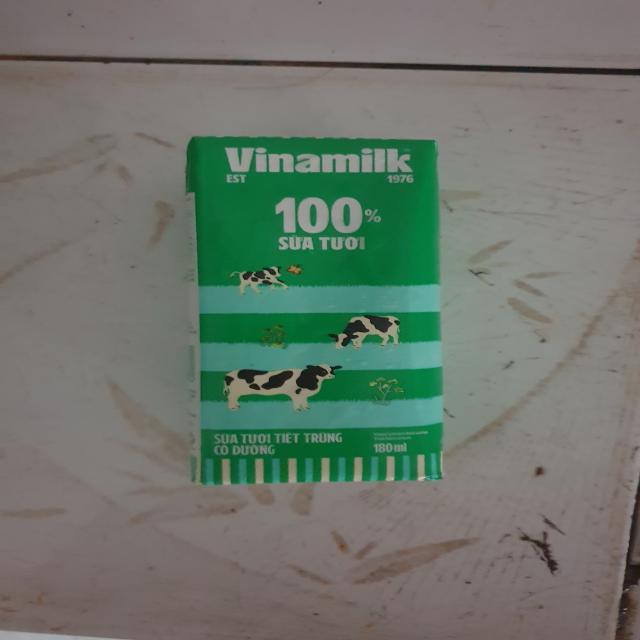 Vinamilk
EST 1976
100%
SỮA TƯƠI
SỮA TƯƠI TIỆT TRÙNG
CÓ ĐƯỜNG
180ml